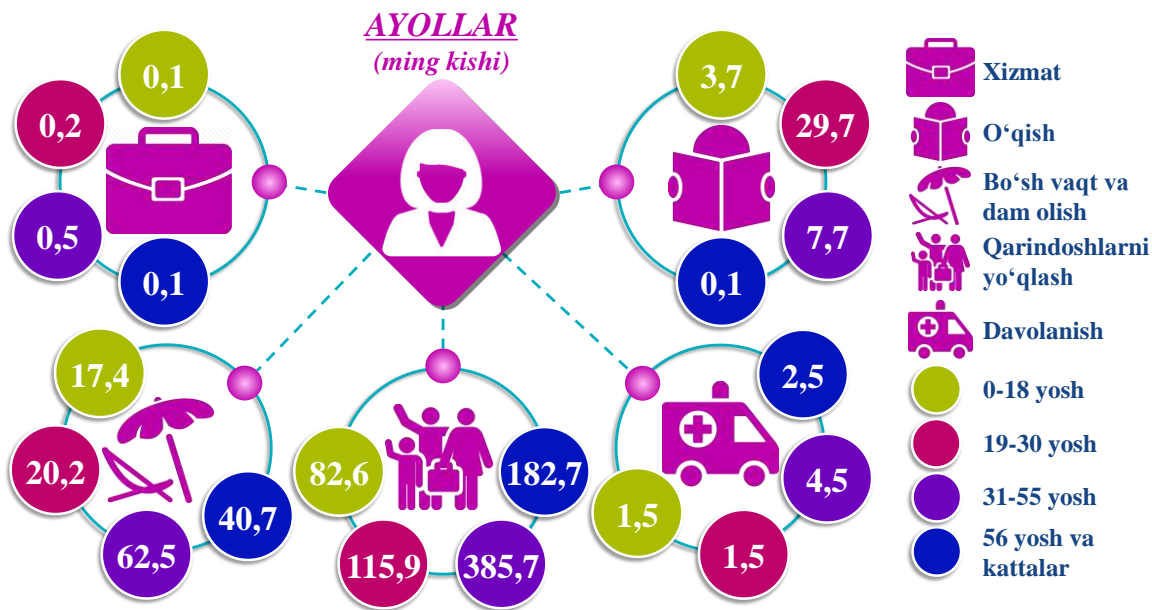 AYOLLAR
(ming kishi)
0,1
0,2
0,5
0,1
3,7
29,7
7,7
0,1
17,4
20,2
62,5
40,7
82,6
115,9
385,7
182,7
2,5
4,5
1,5
1,5
Xizmat
O‘qish
Bo‘sh vaqt va
dam olish
Qarindoshlarni
yo‘qlash
Davolanish
0-18 yosh
19-30 yosh
31-55 yosh
56 yosh va
kattalar